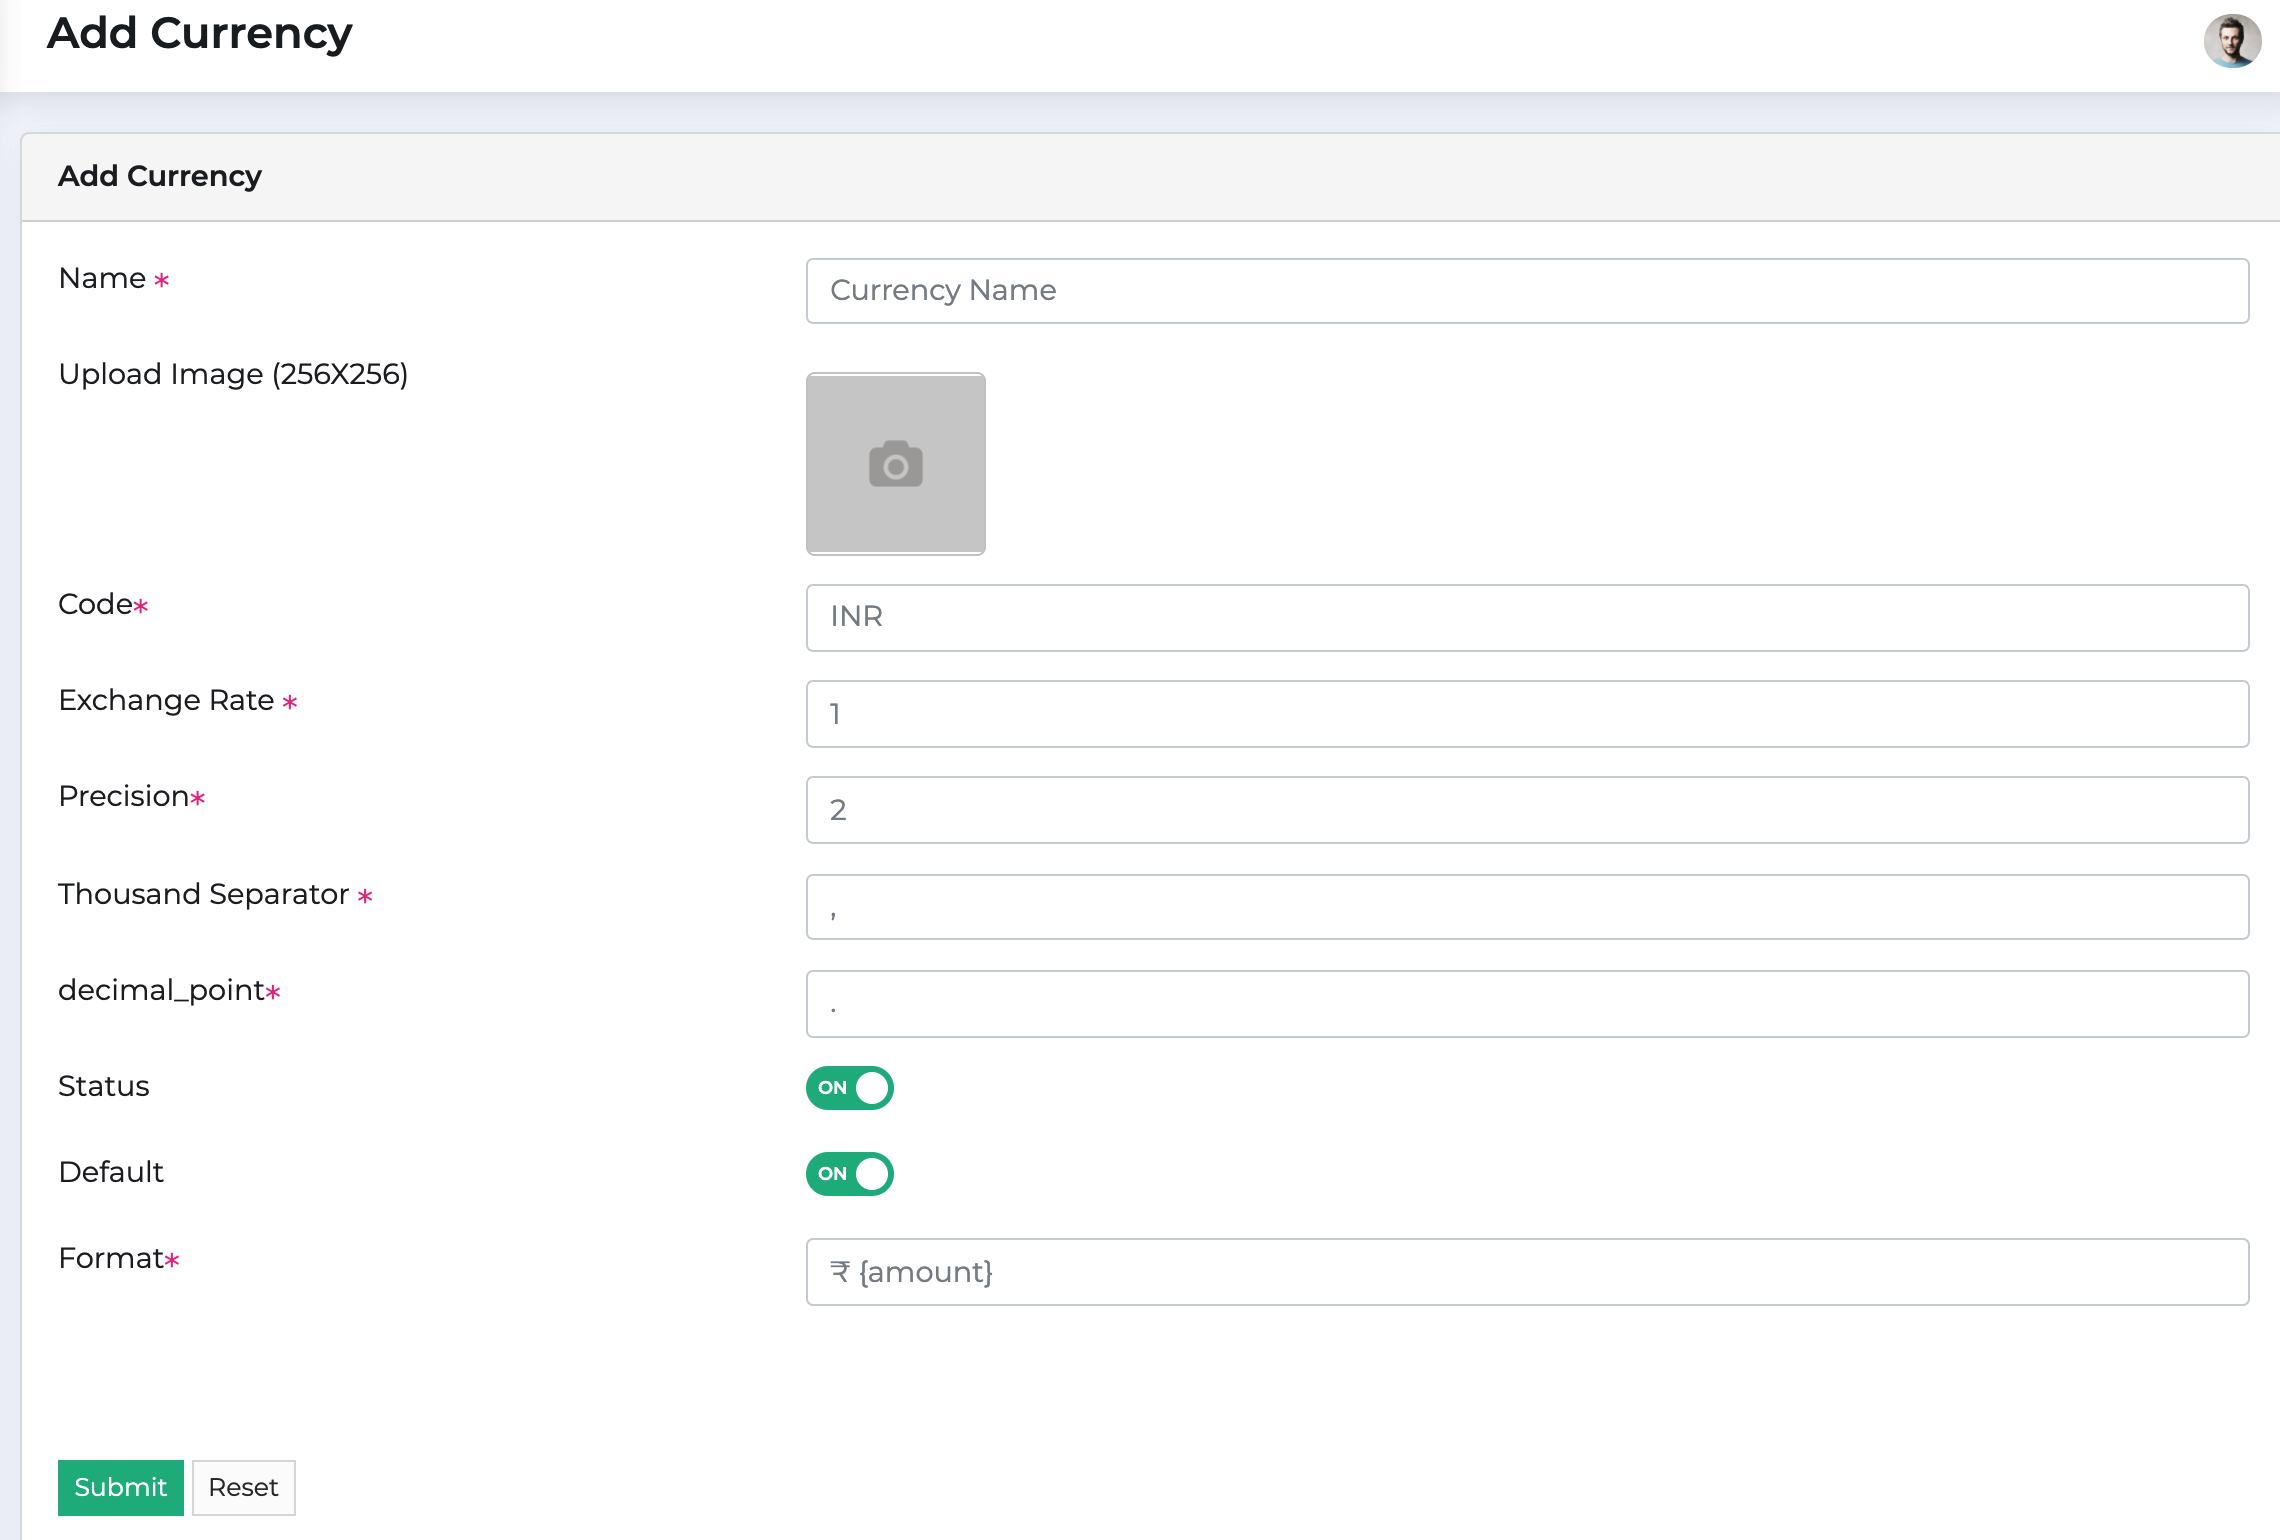 Add Currency
Add Currency
Name *
Currency Name
Upload Image (256X256)
Code*
INR
Exchange Rate *
1
Precision*
2
Thousand Separator *
,
decimal_point*
.
Status
ON
Default
ON
Format*
₹ {amount}
Submit Reset